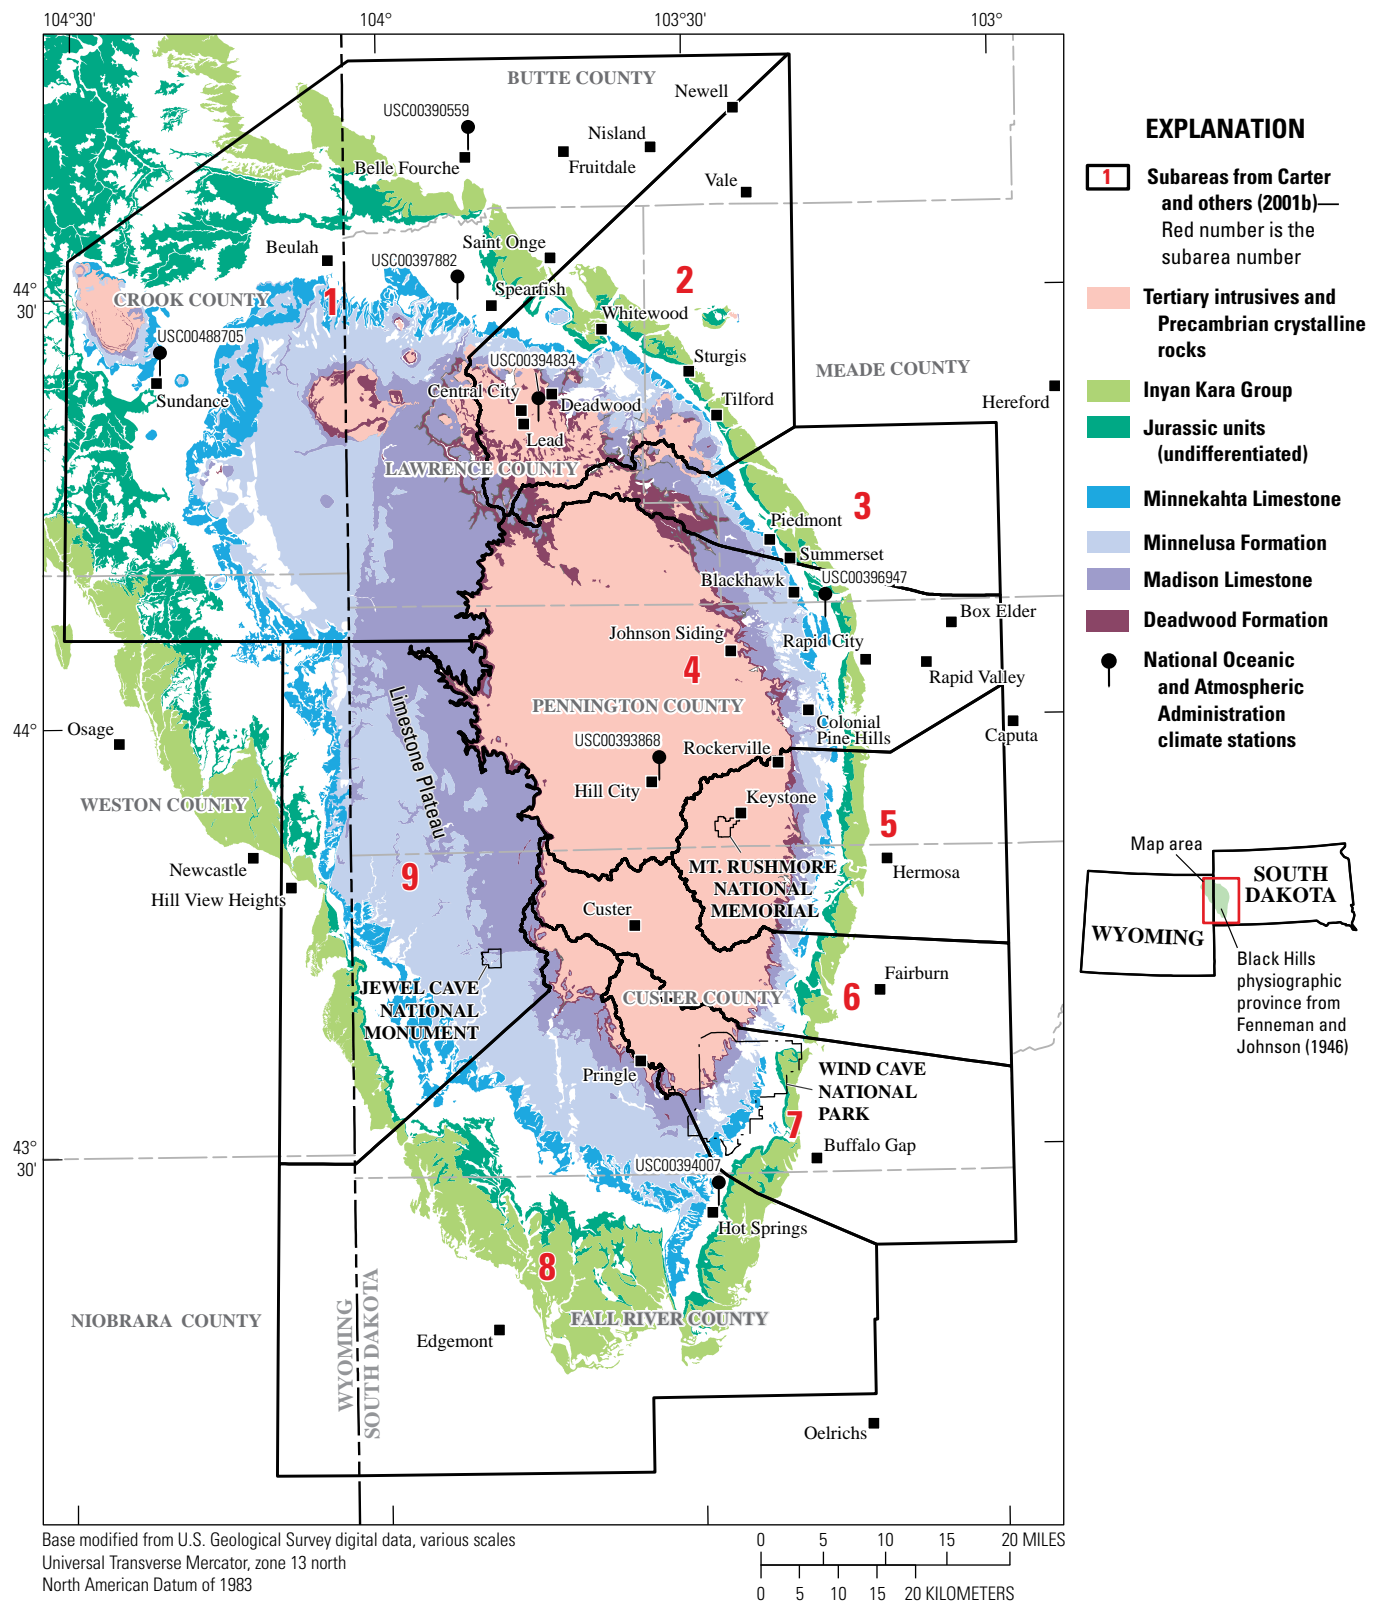 104°30'
104°
103°30'
103°
BUTTE COUNTY
Newell
USC00390559
Nisland
Belle Fourche
Fruitdale
Vale
Saint Onge
Beulah
USC00397882
2
44°
30'
CROOK COUNTY
1
Spearfish
Whitewood
USC00488705
USC00394834
Sturgis
MEADE COUNTY
Sundance
Central City
Deadwood
Tilford
Hereford
Lead
LAWRENCE COUNTY
3
Piedmont
Summerset
Blackhawk
USC00396947
Box Elder
Johnson Siding
Rapid City
4
Rapid Valley
Limestone Plateau
PENNINGTON COUNTY
Colonial
Pine Hills
Caputa
44°
Osage
USC00393868
Rockerville
Hill City
Keystone
WESTON COUNTY
5
Newcastle
MT. RUSHMORE
NATIONAL
MEMORIAL
Hermosa
9
Hill View Heights
Custer
Fairburn
JEWEL CAVE
NATIONAL
MONUMENT
CUSTER COUNTY
6
Pringle
WIND CAVE
NATIONAL
PARK
7
Buffalo Gap
43°
30'
USC00394007
Hot Springs
8
NIOBRARA COUNTY
WYOMING
SOUTH DAKOTA
FALL RIVER COUNTY
Edgemont
Oelrichs
EXPLANATION
1
Subareas from Carter
and others (2001b)—
Red number is the
subarea number
Tertiary intrusives and
Precambrian crystalline
rocks
Inyan Kara Group
Jurassic units
(undifferentiated)
Minnekahta Limestone
Minnelusa Formation
Madison Limestone
Deadwood Formation
National Oceanic
and Atmospheric
Administration
climate stations
Map area
SOUTH
DAKOTA
WYOMING
Black Hills
physiographic
province from
Fenneman and
Johnson (1946)
Base modified from U.S. Geological Survey digital data, various scales
Universal Transverse Mercator, zone 13 north
North American Datum of 1983
0 5 10 15 20 MILES
0 5 10 15 20 KILOMETERS